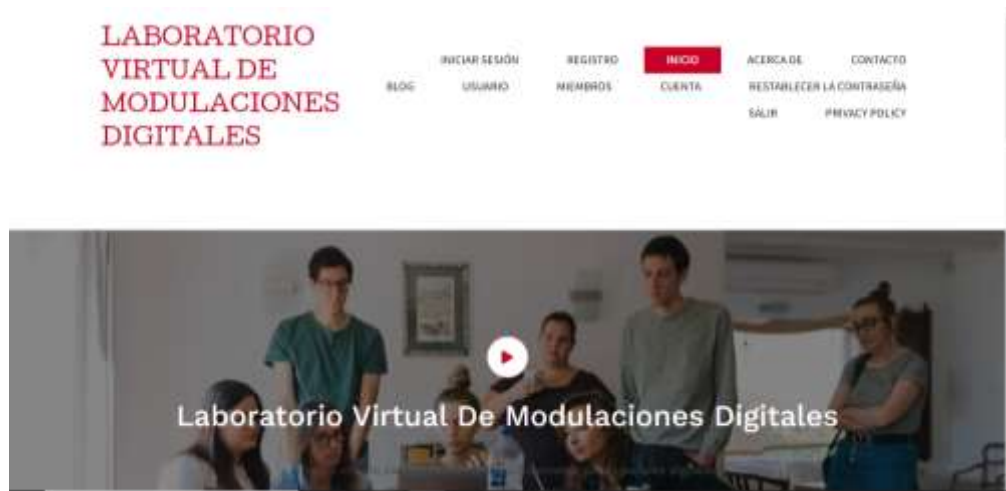 LABORATORIO
VIRTUAL DE
MODULACIONES
DIGITALES
INICIAR SESIÓN REGISTRO INICIO ACERCA DE CONTACTO
BLOG USUARIO MIEMBROS CUENTA RESTABLECER LA CONTRASEÑA
SALIR PRIVACY POLICY
Laboratorio Virtual De Modulaciones Digitales